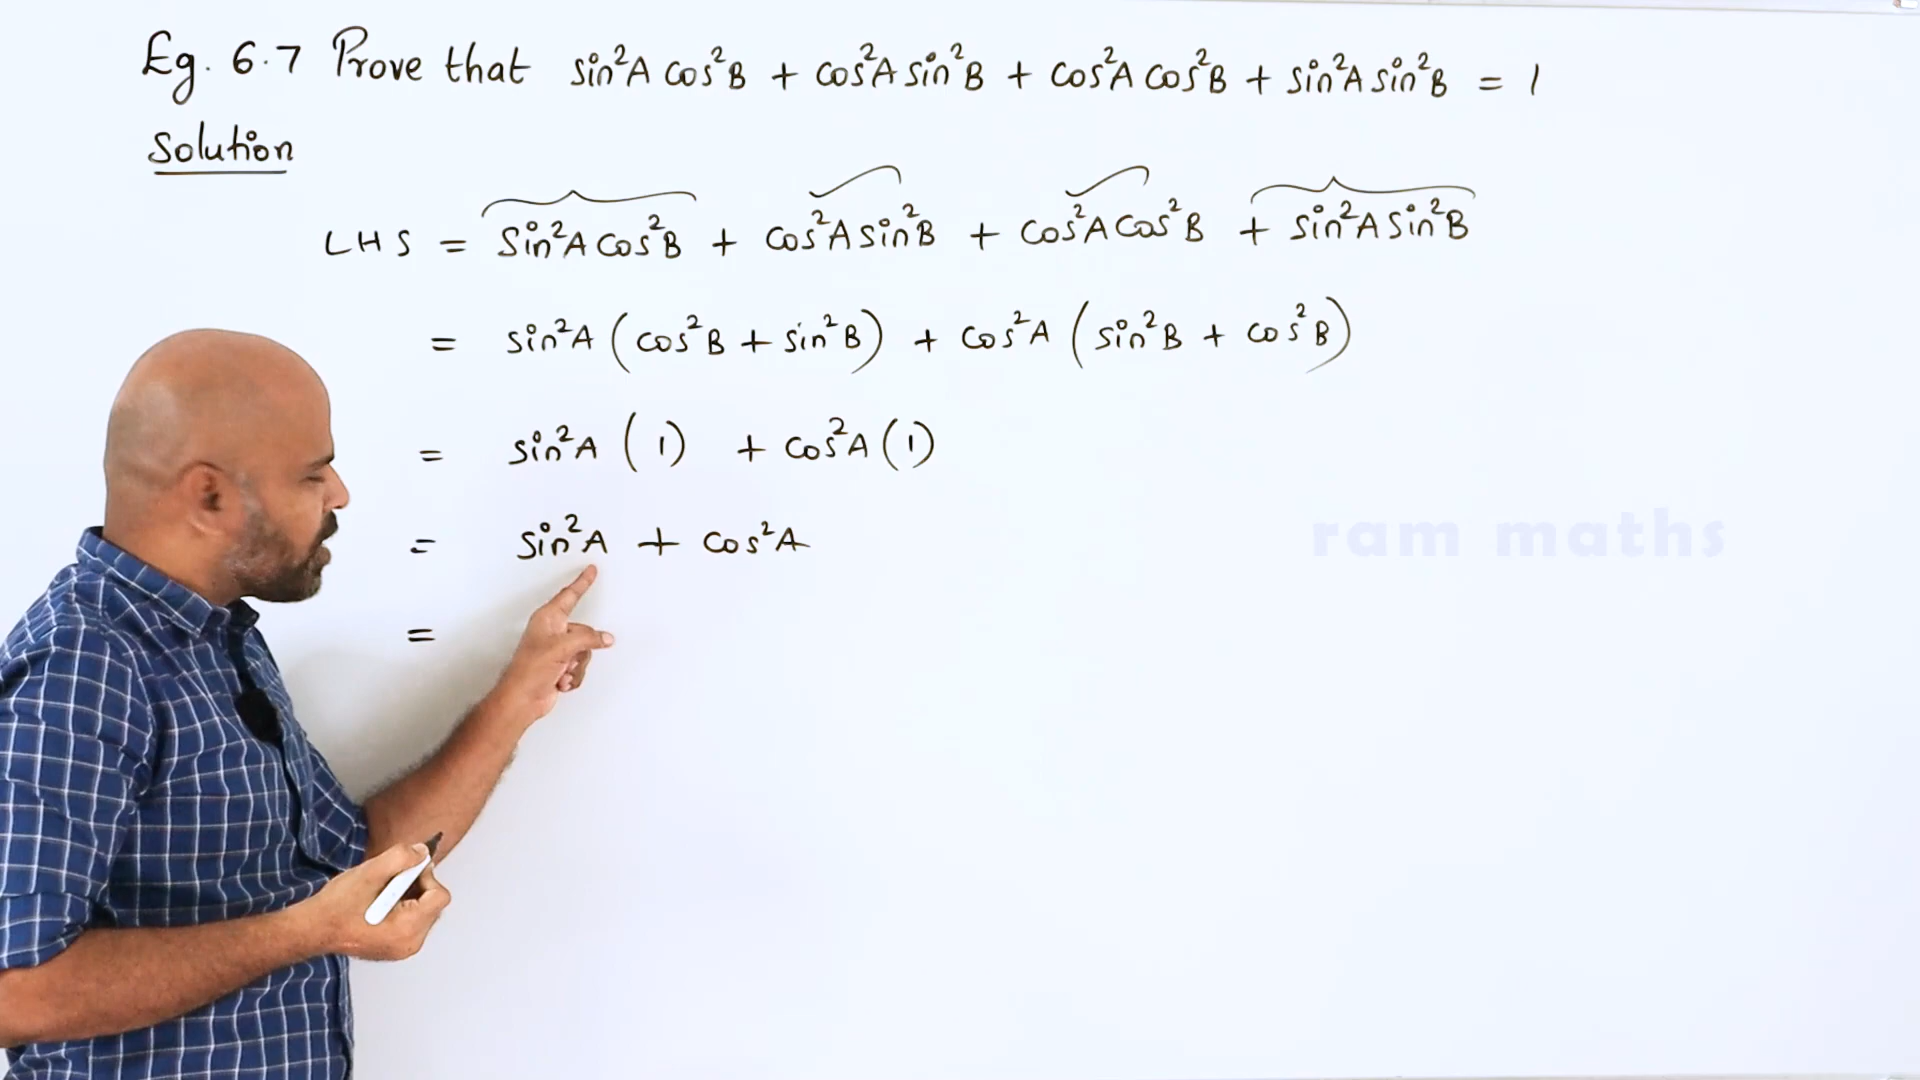 Eg. 6.7 Prove that sin²A cos²B + cos²A sin²B + cos²A cos²B + sin²A sin²B = 1
Solution
LHS = Sin²A Cos²B + Cos²A sin²B + Cos²A Cos²B + Sin²A Sin²B
= sin²A (cos²B + sin²B) + cos²A (sin²B + cos²B)
= sin²A (1) + cos²A (1)
= sin²A + cos²A
ram maths
=